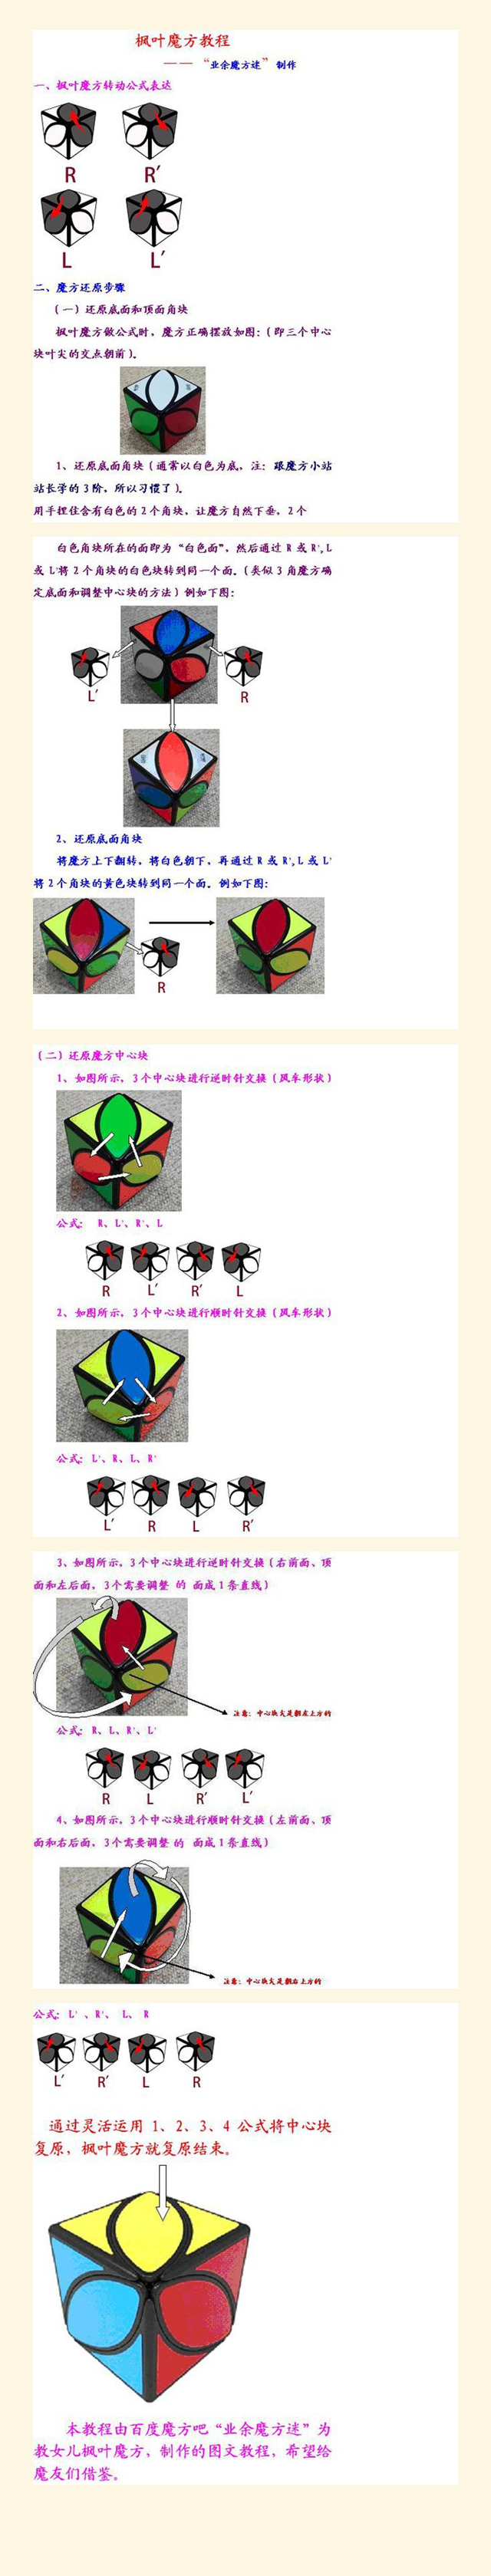 枫叶魔方教程
—— “业余魔方迷” 制作
一、枫叶魔方转动公式表达
R R′
L L′
二、魔方还原步骤
(一)还原底面和顶面角块
枫叶魔方做公式时，魔方正确摆放如图：(即三个中心
块叶尖的交点朝前)。
1、还原底面角块(通常以白色为底，注：跟魔方小站
站长学的3阶，所以习惯了)。
用手捏住含有白色的2个角块，让魔方自然下垂，2个
白色角块所在的面即为“白色面”，然后通过 R 或 R',L
或 L'将2个角块的白色块转到同一个面。(类似3角魔方确
定底面和调整中心块的方法)例如下图：
L′ R
2、还原底面角块
将魔方上下翻转，将白色朝下，再通过 R 或 R',L 或 L'
将2个角块的黄色块转到同一个面。例如下图：
R
(二)还原魔方中心块
1、如图所示，3个中心块进行逆时针交换(风车形状)
公式： R、L'、R'、L
R L′ R′ L
2、如图所示，3个中心块进行顺时针交换(风车形状)
公式：L'、R、L、R'
L′ R L R′
3、如图所示，3个中心块进行逆时针交换(右前面、顶
面和左后面，3个需要调整 的 面成1条直线)
注意：中心块尖是朝左上方的
公式：R、L、R'、L'
R L R′ L′
4、如图所示，3个中心块进行顺时针交换(左前面、顶
面和右后面，3个需要调整 的 面成1条直线)
注意：中心块尖是朝右上方的
公式：L' 、R'、 L、 R
L′ R′ L R
通过灵活运用 1、2、3、4 公式将中心块
复原，枫叶魔方就复原结束。
本教程由百度魔方吧“业余魔方迷”为
教女儿枫叶魔方，制作的图文教程，希望给
魔友们借鉴。